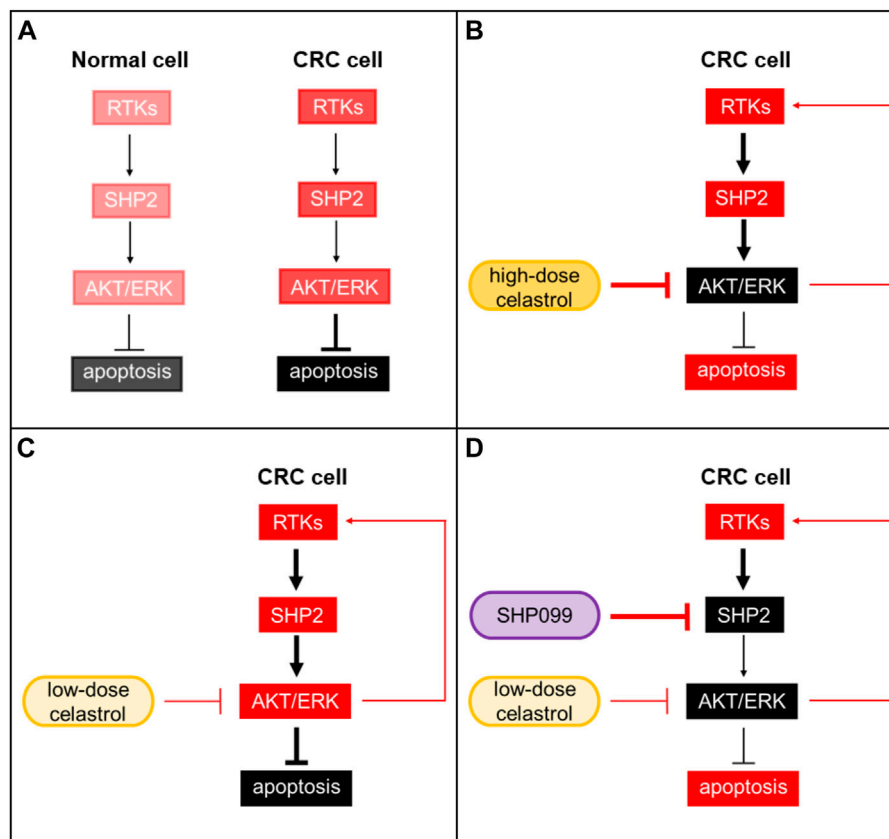 A
Normal cell
CRC cell
RTKs
RTKs
SHP2
SHP2
AKT/ERK
AKT/ERK
apoptosis
apoptosis
B
CRC cell
RTKs
SHP2
high-dose
celastrol
AKT/ERK
apoptosis
C
CRC cell
RTKs
SHP2
low-dose
celastrol
AKT/ERK
apoptosis
D
CRC cell
RTKs
SHP099
SHP2
low-dose
celastrol
AKT/ERK
apoptosis